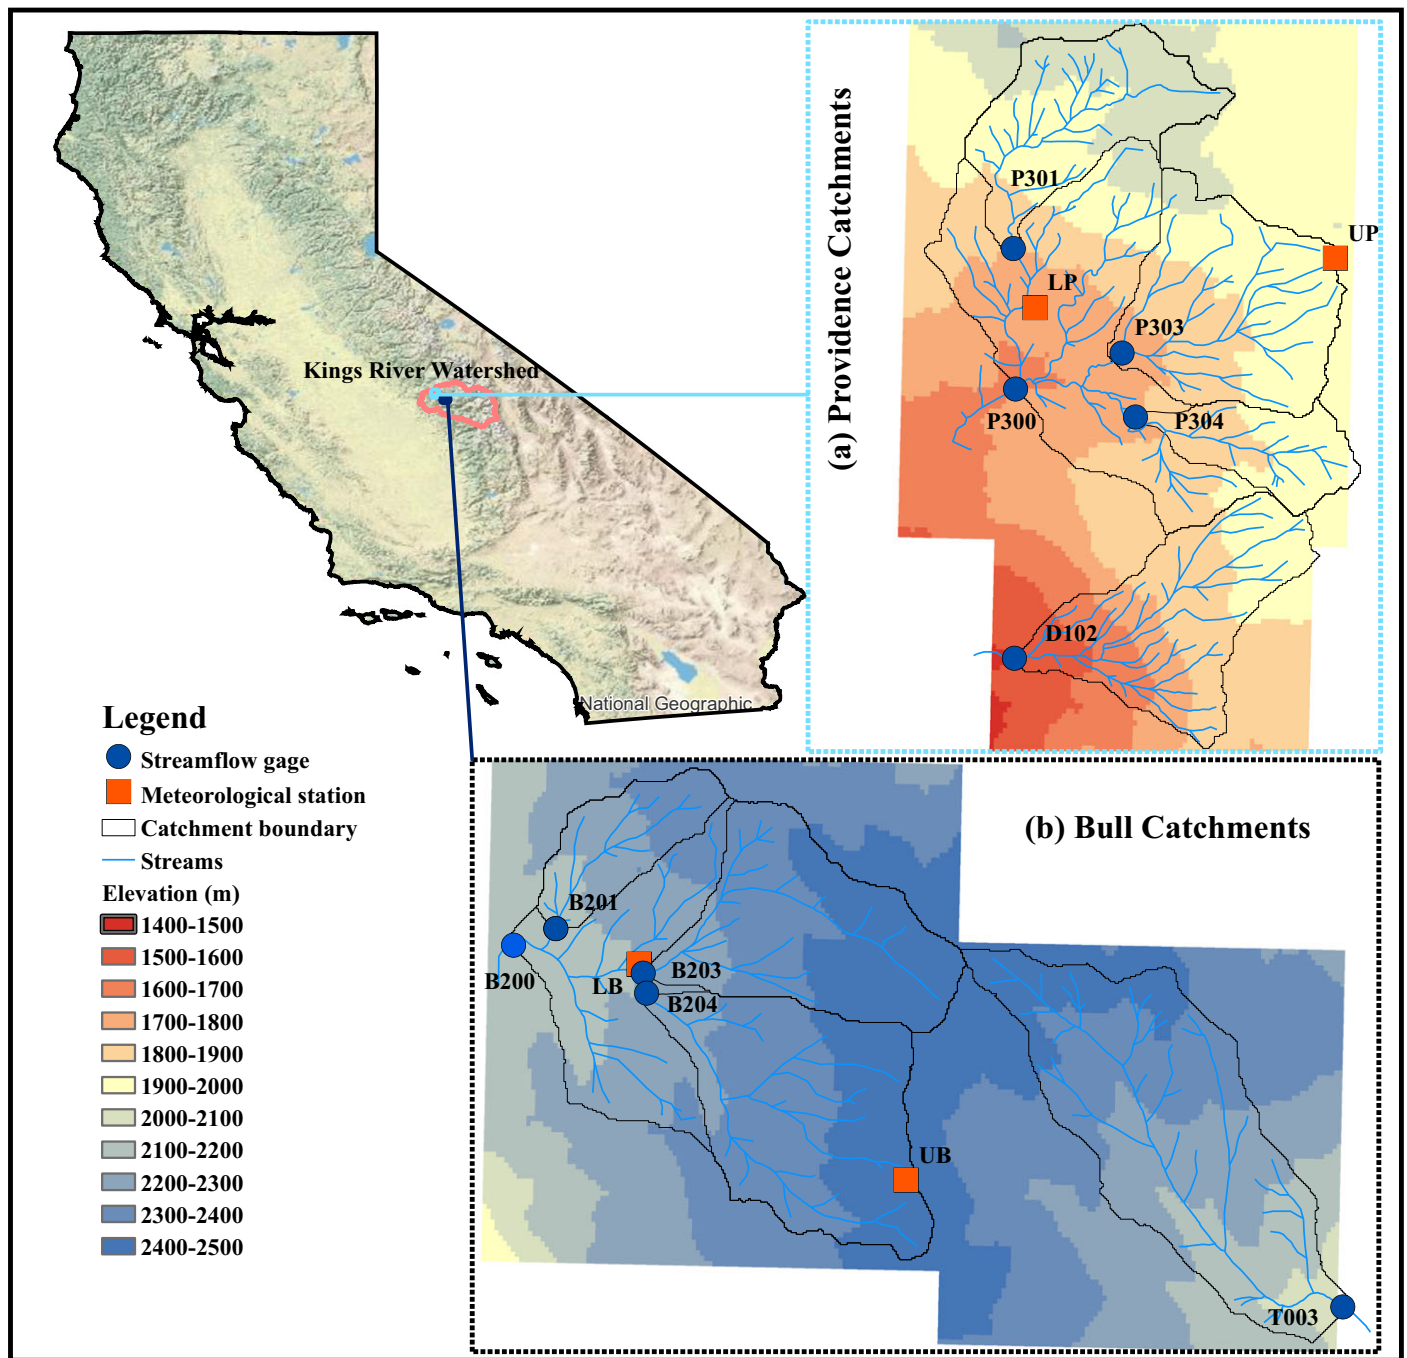 Kings River Watershed
National Geographic
(a) Providence Catchments
P301
UP
LP
P303
P300
P304
D102
Legend
Streamflow gage
Meteorological station
Catchment boundary
Streams
Elevation (m)
1400-1500
1500-1600
1600-1700
1700-1800
1800-1900
1900-2000
2000-2100
2100-2200
2200-2300
2300-2400
2400-2500
(b) Bull Catchments
B201
B200
LB
B203
B204
UB
T003